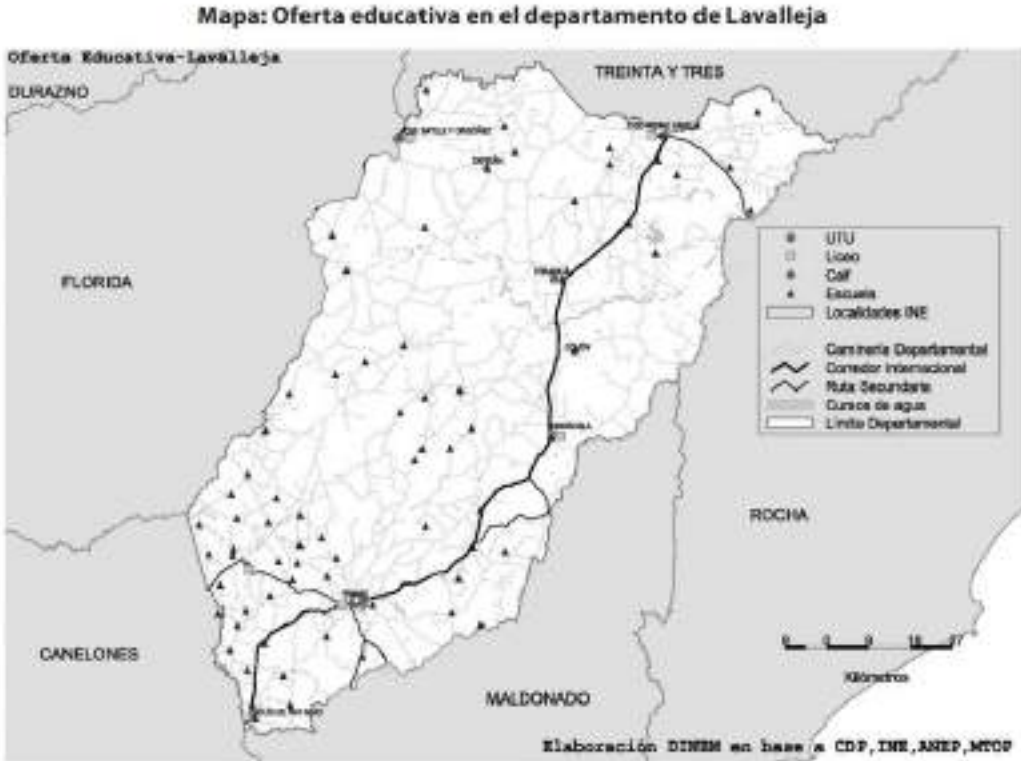 Mapa: Oferta educativa en el departamento de Lavalleja
Oferta Educativa-Lavalleja
TREINTA Y TRES
DURAZNO
FLORIDA
UTU
Liceo
Caif
Escuela
Localidades INE
Caminería Departamental
Corredor Internacional
Ruta Secundaria
Cursos de agua
Límite Departamental
ROCHA
CANELONES
MALDONADO
Kilómetros
Elaboración DINEM en base a CDP,INE,ANEP,MTOP